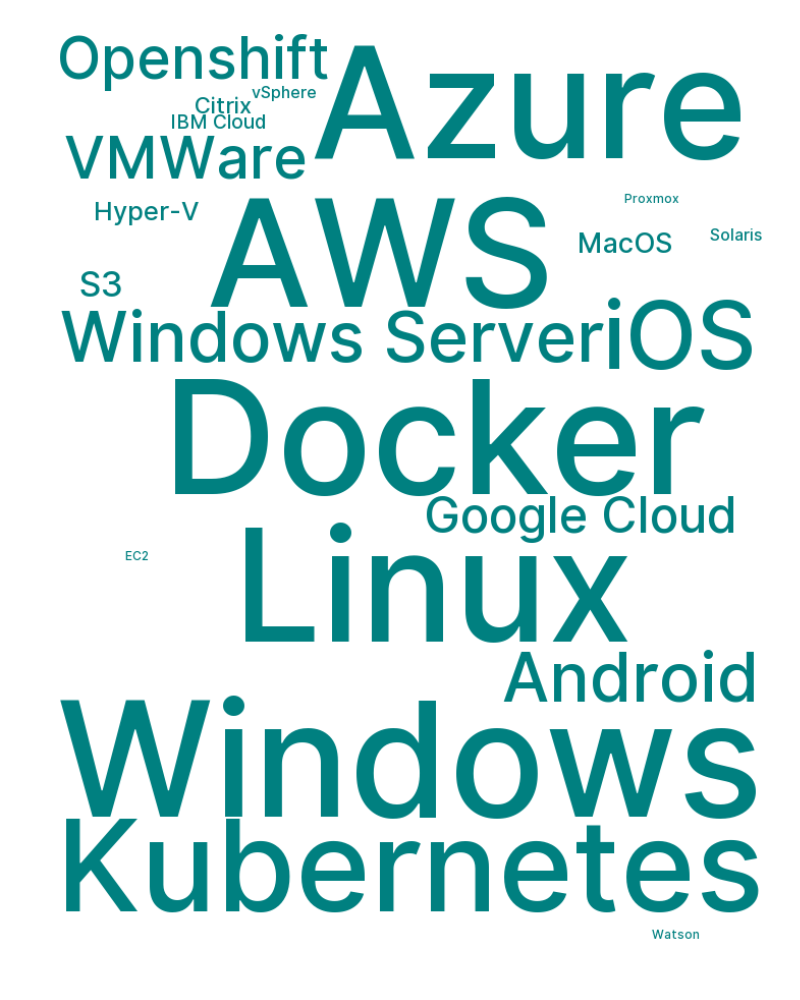 Openshift
Azure
vSphere
Citrix
IBM Cloud
VMWare
Hyper-V
AWS
Proxmox
MacOS
Solaris
S3
Windows Server
iOS
Docker
Google Cloud
Linux
EC2
Android
Windows
Kubernetes
Watson